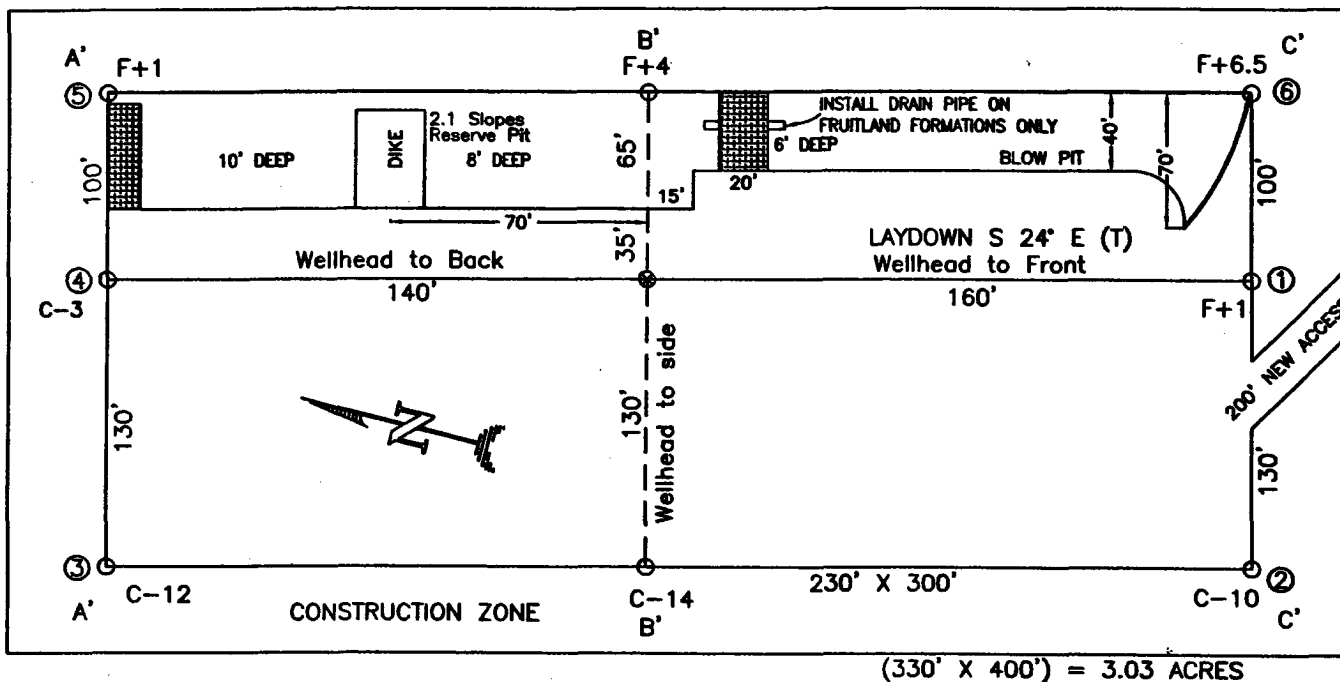 A' B' C'
F+1 F+4 F+6.5
⑤ ⑥
2.1 Slopes
Reserve Pit
10' DEEP DIKE 8' DEEP 65'
INSTALL DRAIN PIPE ON
FRUITLAND FORMATIONS ONLY
6' DEEP
BLOW PIT
40'
70'
100' 100'
15' 20'
70' 35'
LAYDOWN S 24° E (T)
Wellhead to Back Wellhead to Front
④ 140' 160' ①
C-3 F+1
200' NEW ACCESS
130' N 130' Wellhead to side 130'
③ ②
C-12 C-14 230' X 300' C-10
A' CONSTRUCTION ZONE B' C'
(330' X 400') = 3.03 ACRES